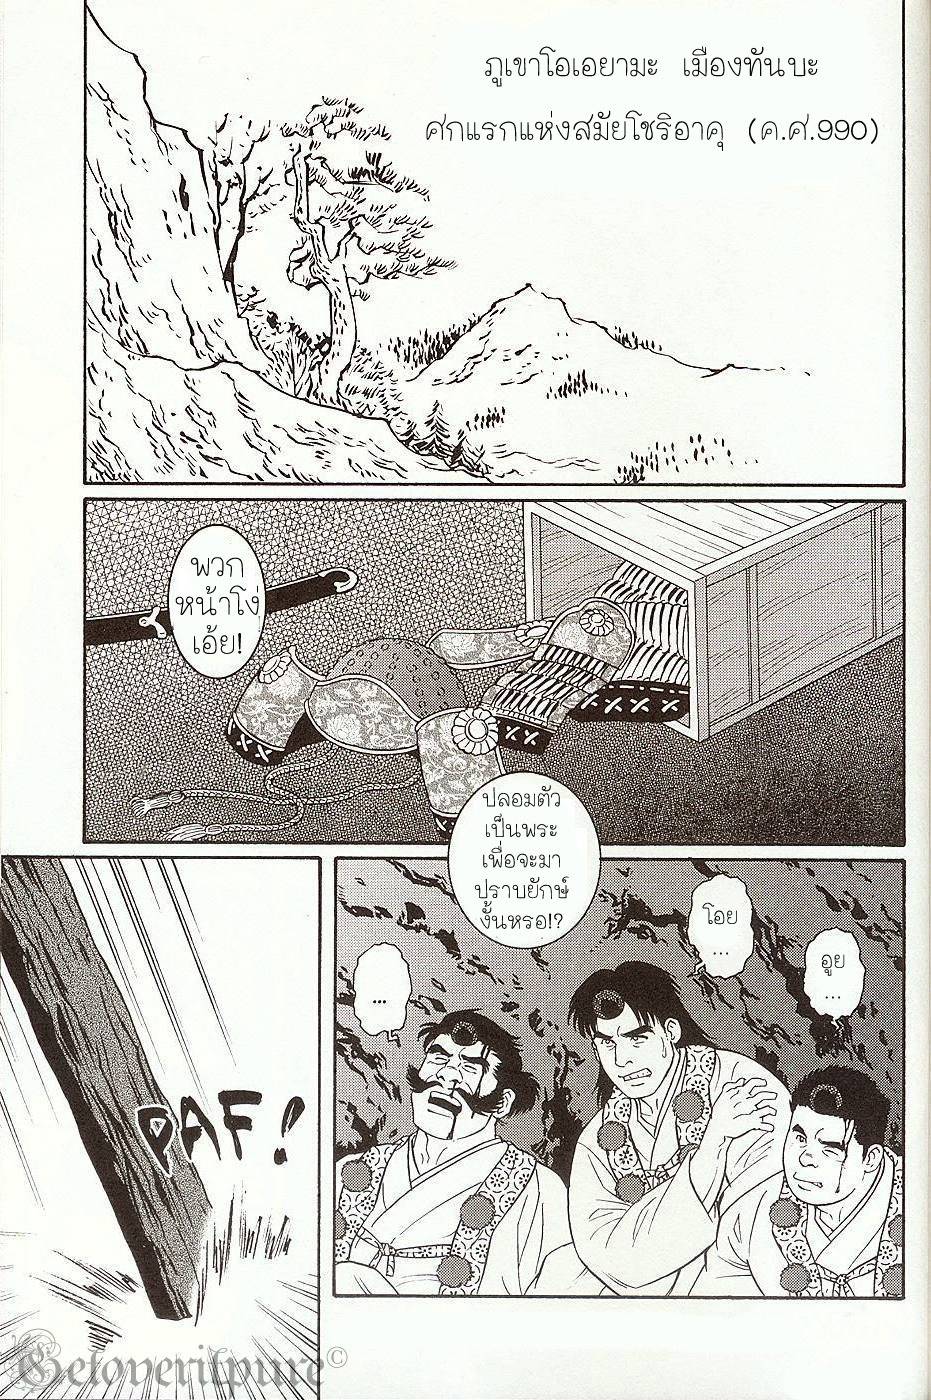 ภูเขาโอเอยามะ เมืองทันบะ
ศกแรกแห่งสมัยโชริอาคุ (ค.ศ.990)
พวก
หน้าโง่
เอ้ย!
ปลอมตัว
เป็นพระ
เพื่อจะมา
ปราบยักษ์
งั้นหรอ!?
...
โอย
...
อูย
...
PAF!
Getoveritpure©